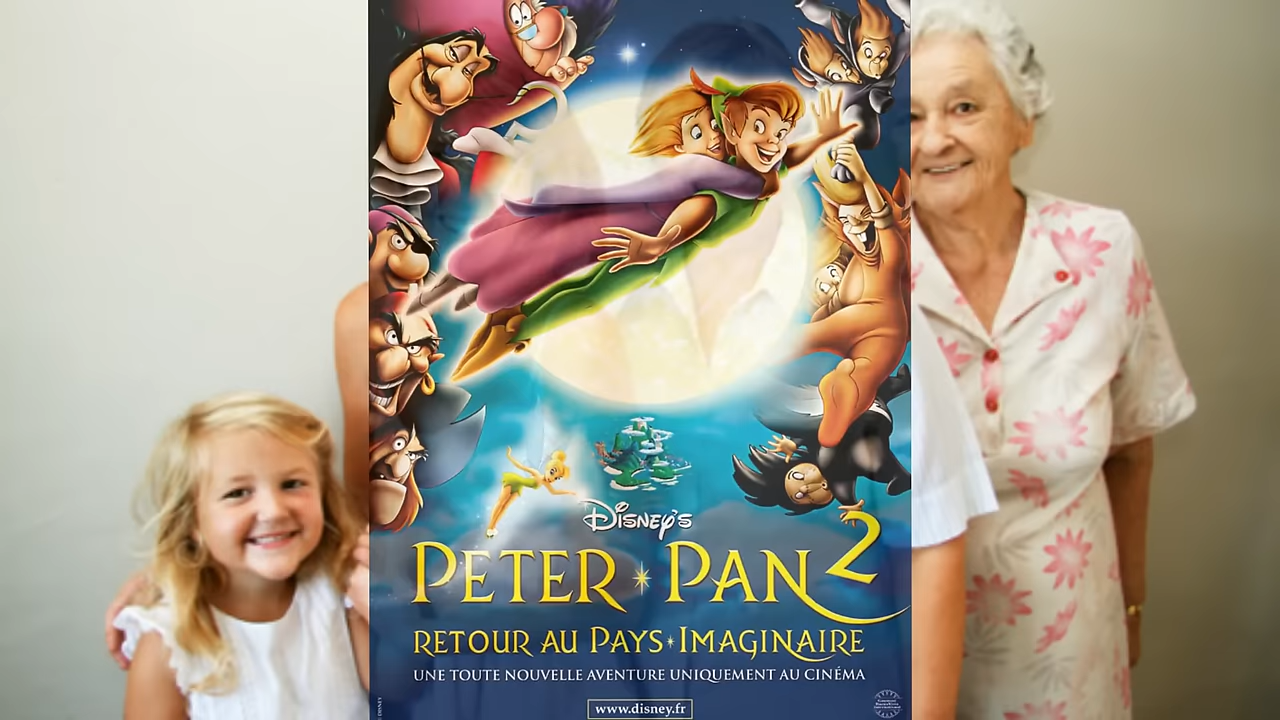 Disney's
PETER PAN 2
RETOUR AU PAYS IMAGINAIRE
UNE TOUTE NOUVELLE AVENTURE UNIQUEMENT AU CINÉMA
www.disney.fr